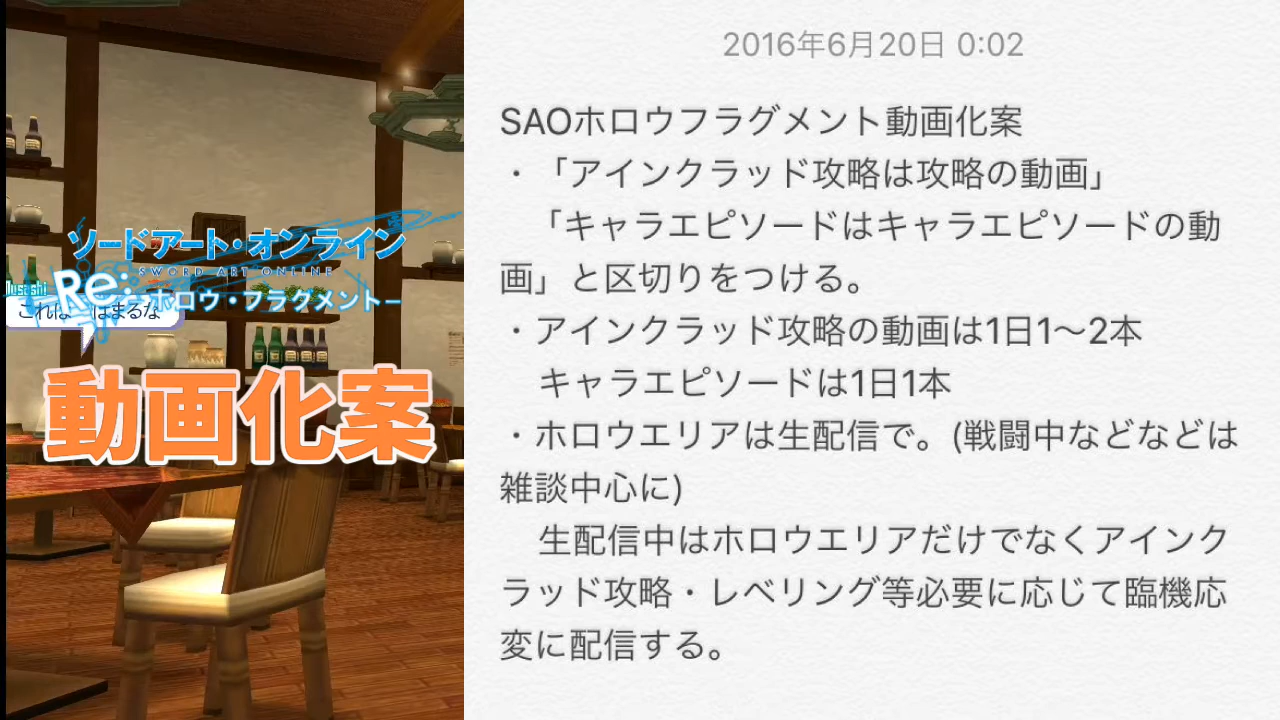 ソードアート・オンライン
SWORD ART ONLINE
Re:ーホロウ・フラグメントー
Musashi
これは はまるな
動画化案
2016年6月20日 0:02
SAOホロウフラグメント動画化案
・「アインクラッド攻略は攻略の動画」
「キャラエピソードはキャラエピソードの動
画」と区切りをつける。
・アインクラッド攻略の動画は1日1〜2本
キャラエピソードは1日1本
・ホロウエリアは生配信で。(戦闘中などなどは
雑談中心に)
生配信中はホロウエリアだけでなくアインク
ラッド攻略・レベリング等必要に応じて臨機応
変に配信する。